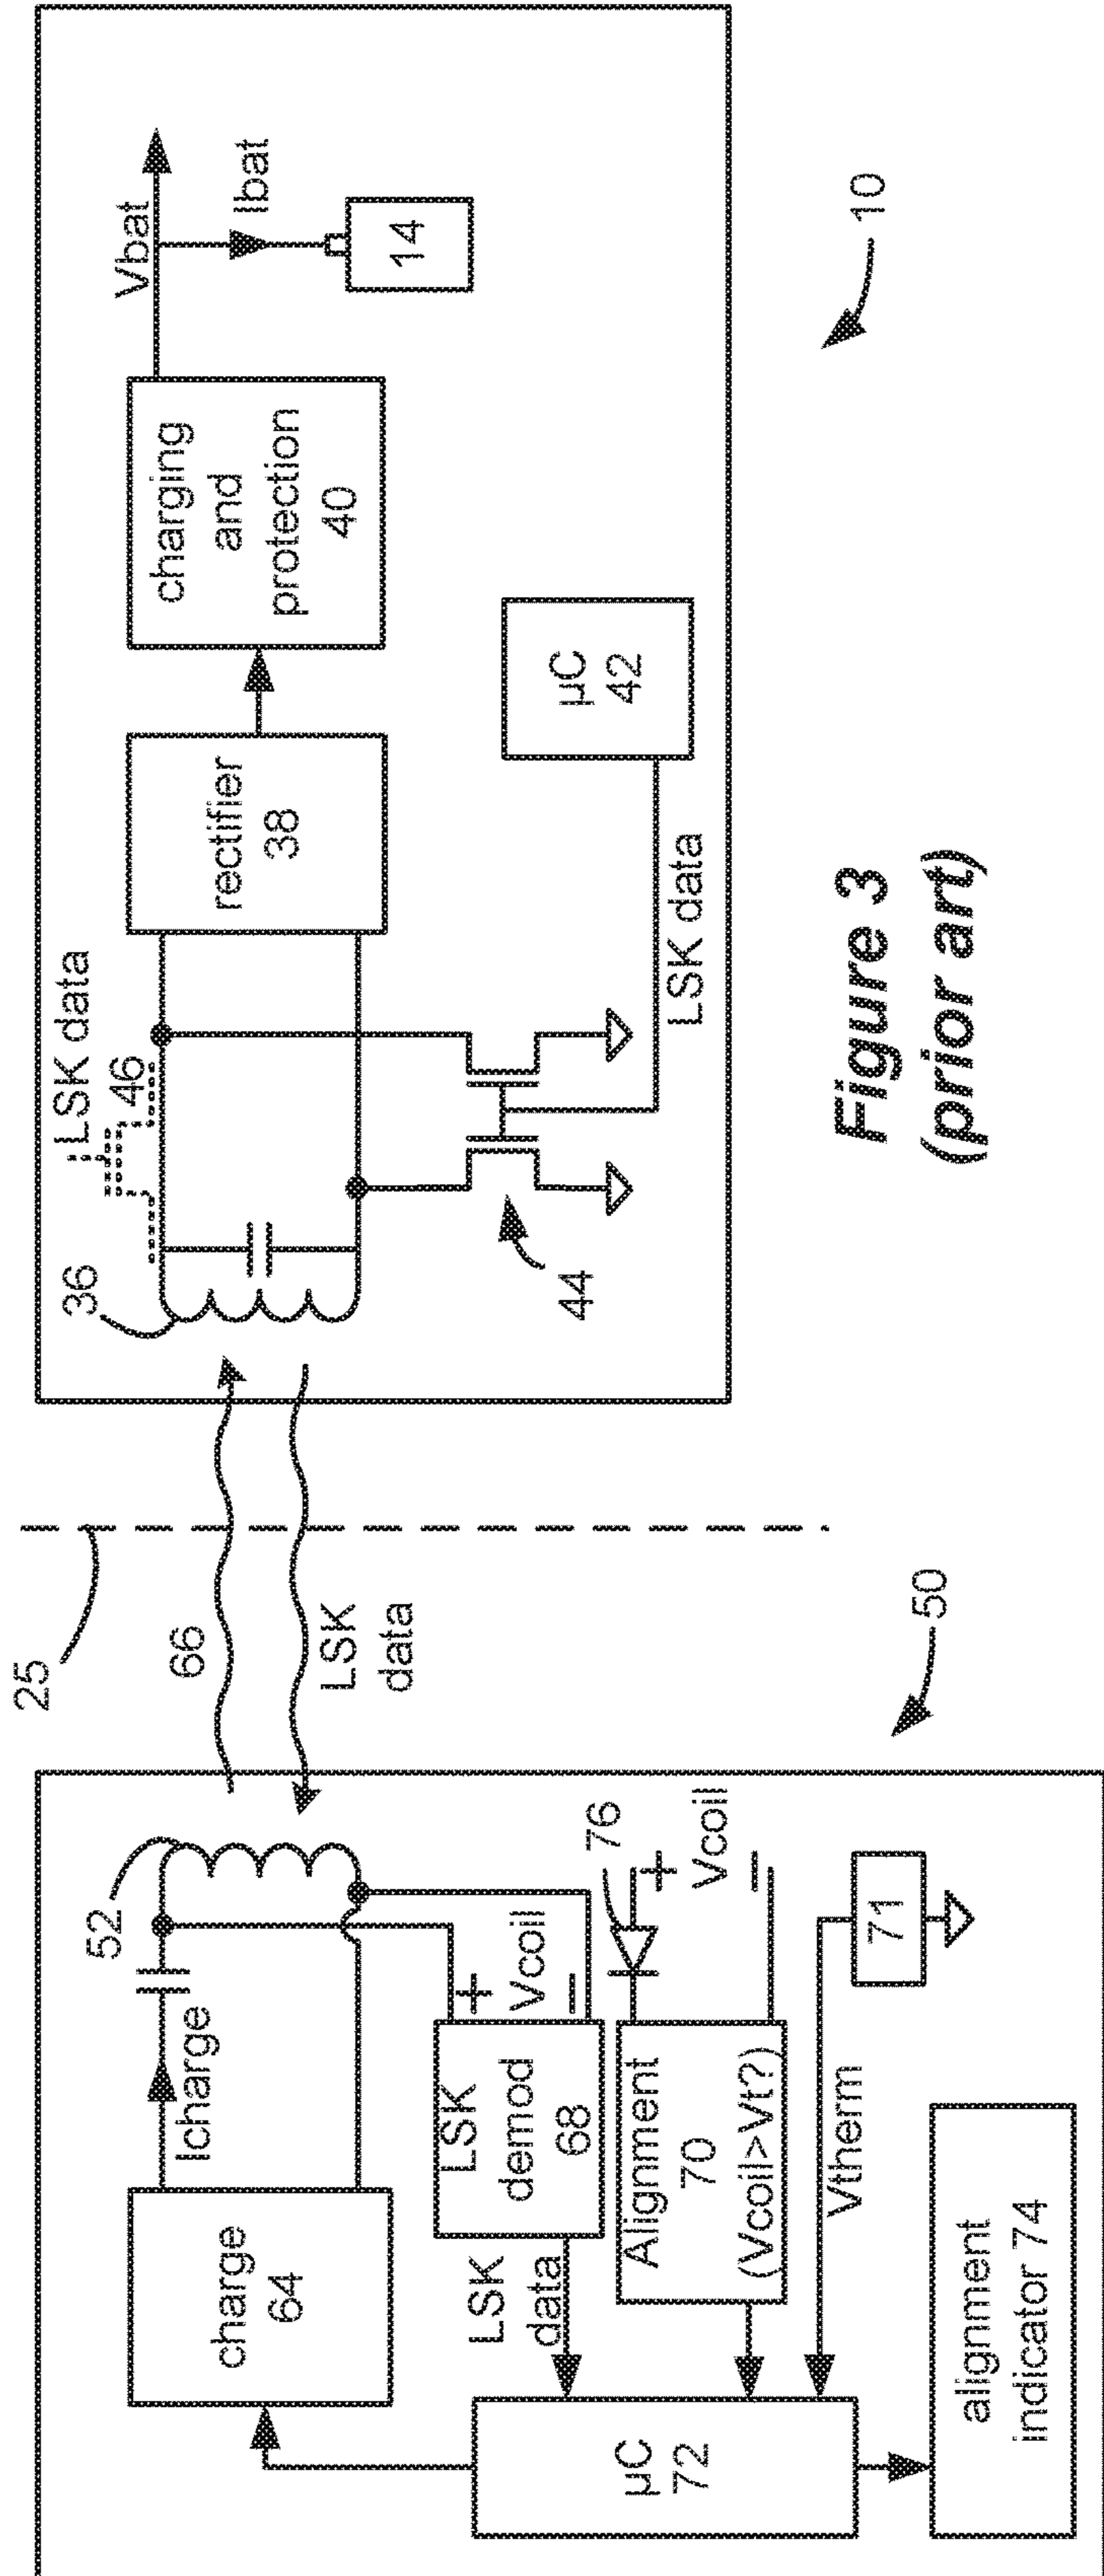 25
50
charge
64
Icharge
52
66
LSK
data
LSK
demod
68
+
Vcoil
−
LSK
data
Alignment
70
(Vcoil>Vt?)
76
+
Vcoil
−
µC
72
Vtherm
71
alignment
indicator 74
36
LSK data
46
rectifier
38
charging
and
protection
40
Vbat
Ibat
14
44
µC
42
LSK data
10
Figure 3
(prior art)